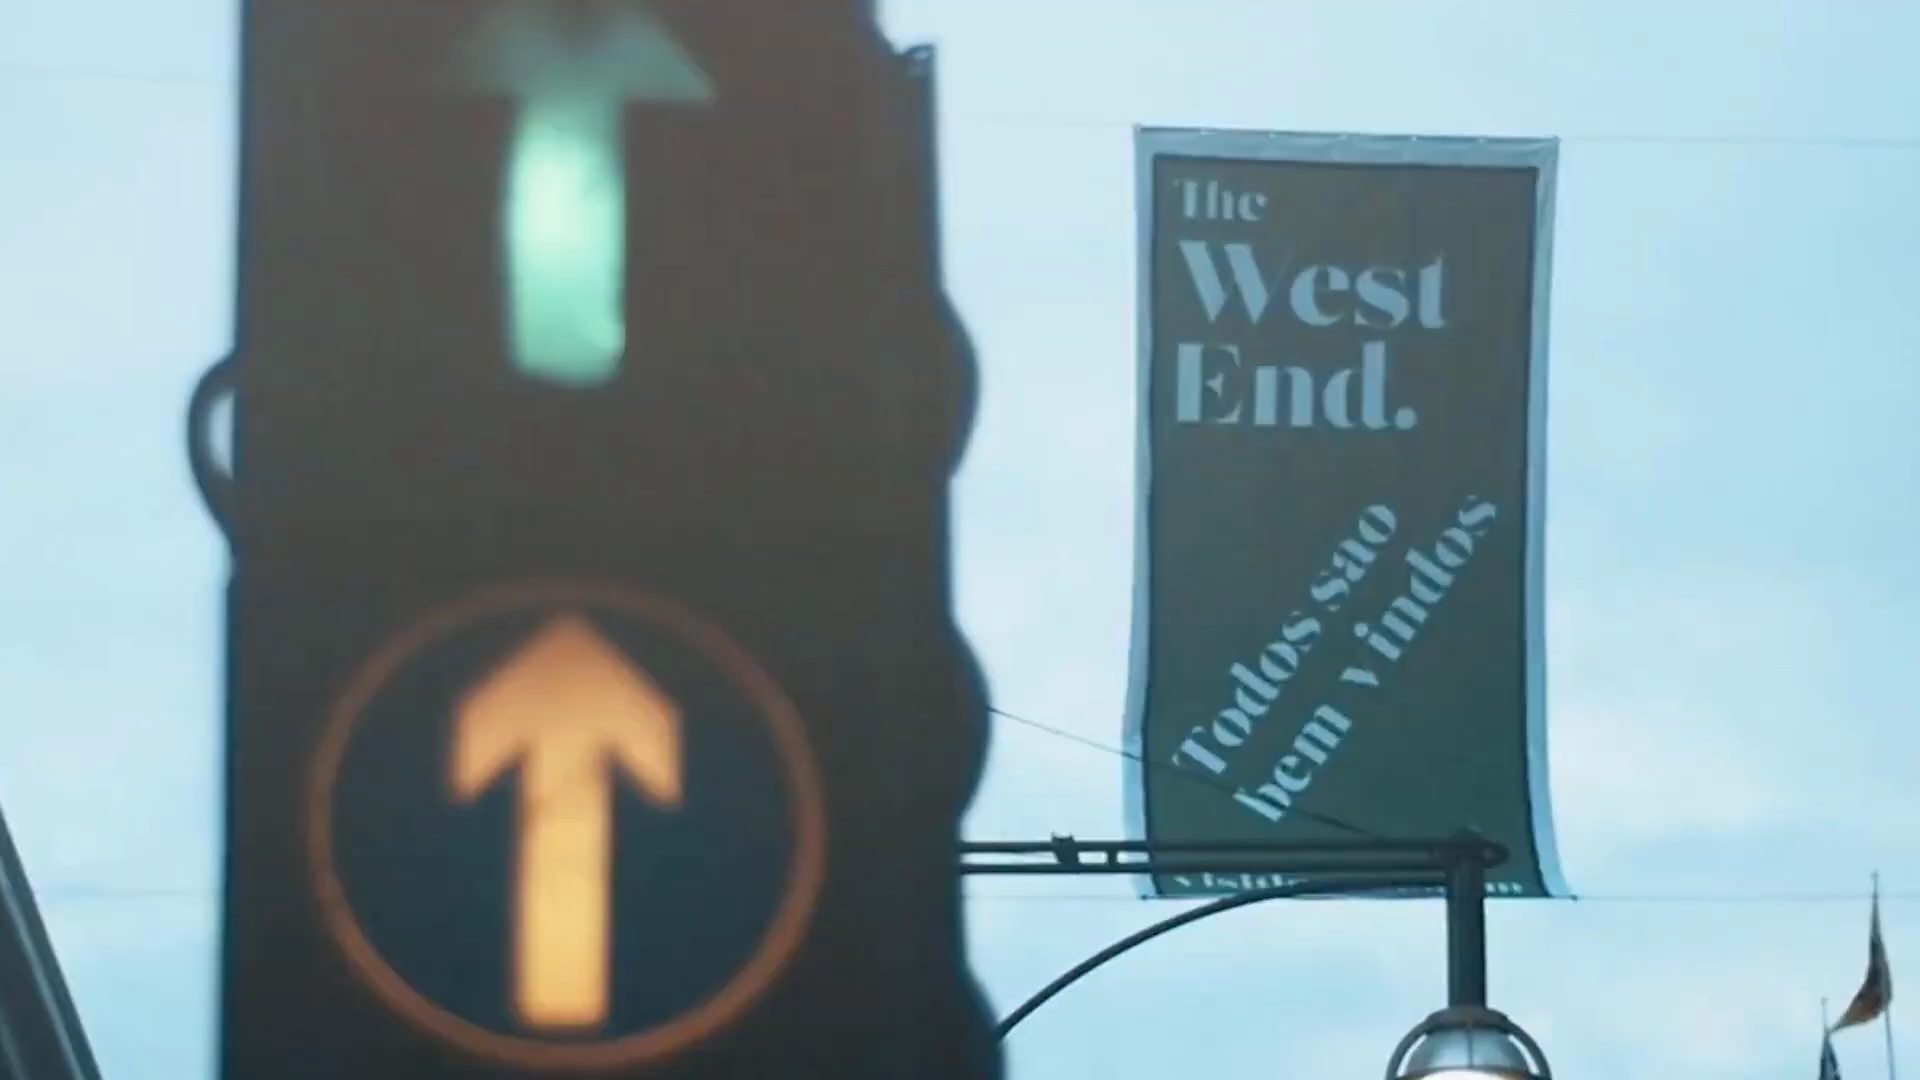 The
West
End.
Todos sao
bem vindos